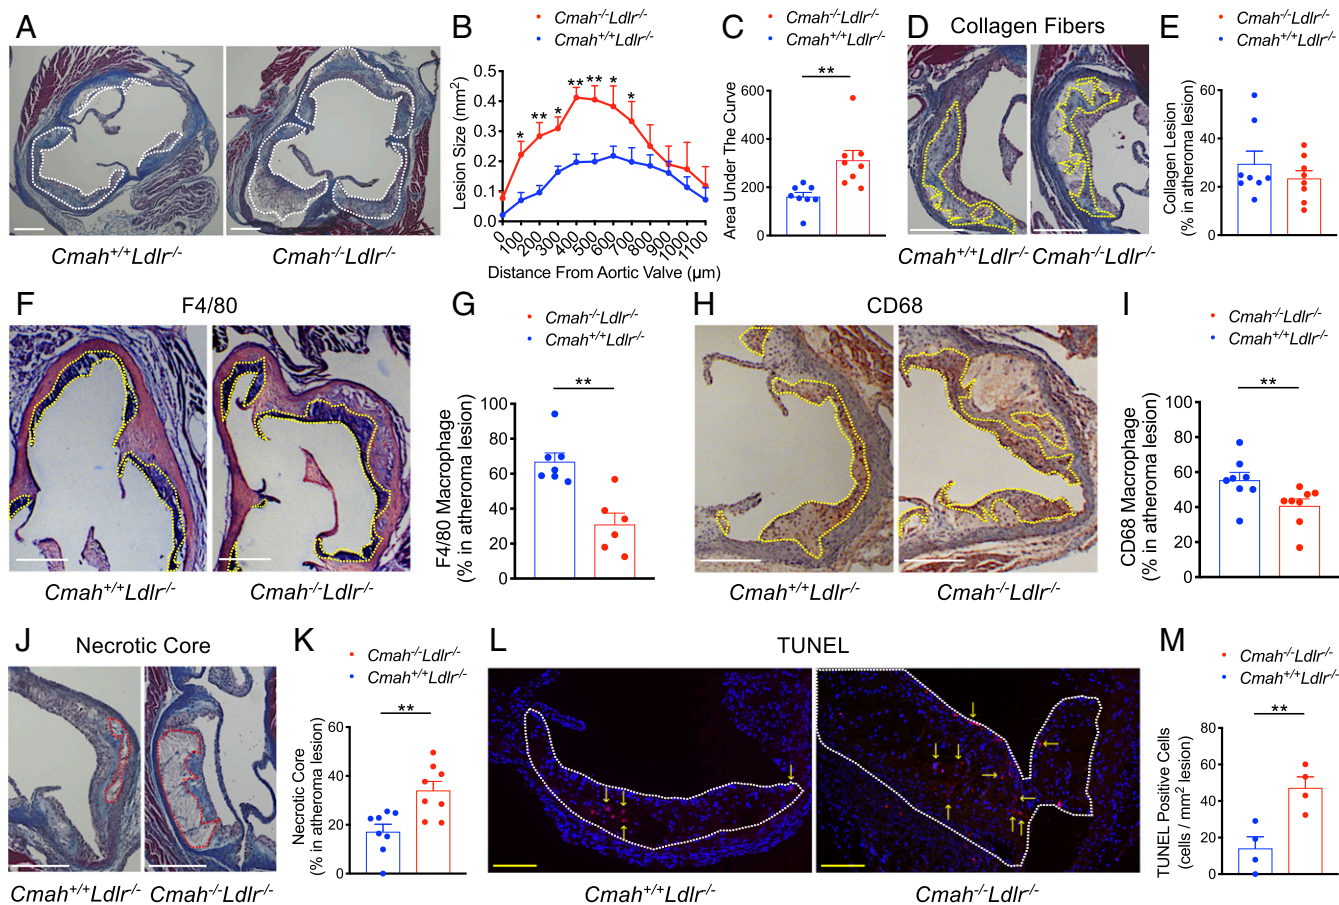 A
Cmah+/+Ldlr-/-
Cmah-/-Ldlr-/-
B
Cmah-/-Ldlr-/-
Cmah+/+Ldlr-/-
Lesion Size (mm2)
0.5
0.4
0.3
0.2
0.1
0.0
* ** * ** ** * *
0 100 200 300 400 500 600 700 800 900 1000 1100
Distance From Aortic Valve (μm)
C
Cmah-/-Ldlr-/-
Cmah+/+Ldlr-/-
**
Area Under The Curve
600
400
200
0
D
Collagen Fibers
Cmah+/+Ldlr-/-
Cmah-/-Ldlr-/-
E
Cmah-/-Ldlr-/-
Cmah+/+Ldlr-/-
Collagen Lesion
(% in atheroma lesion)
60
40
20
0
F
F4/80
Cmah+/+Ldlr-/-
Cmah-/-Ldlr-/-
G
Cmah-/-Ldlr-/-
Cmah+/+Ldlr-/-
**
F4/80 Macrophage
(% in atheroma lesion)
100
80
60
40
20
0
H
CD68
Cmah+/+Ldlr-/-
Cmah-/-Ldlr-/-
I
Cmah-/-Ldlr-/-
Cmah+/+Ldlr-/-
**
CD68 Macrophage
(% in atheroma lesion)
100
80
60
40
20
0
J
Necrotic Core
Cmah+/+Ldlr-/-
Cmah-/-Ldlr-/-
K
Cmah-/-Ldlr-/-
Cmah+/+Ldlr-/-
**
Necrotic Core
(% in atheroma lesion)
60
40
20
0
L
TUNEL
Cmah+/+Ldlr-/-
Cmah-/-Ldlr-/-
M
Cmah-/-Ldlr-/-
Cmah+/+Ldlr-/-
**
TUNEL Positive Cells
(cells / mm2 lesion)
80
60
40
20
0